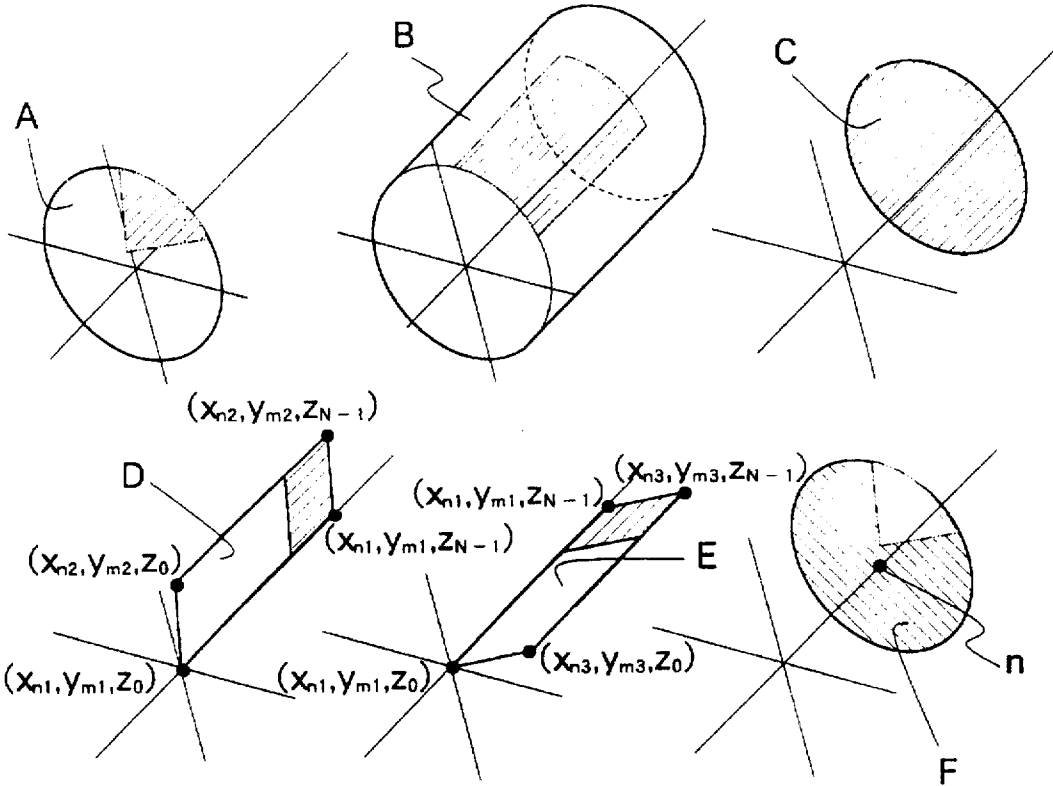 A
B
C
(xn2,ym2,zN−1)
D
(xn1,ym1,zN−1)
(xn3,ym3,zN−1)
(xn1,ym1,zN−1)
(xn2,ym2,z0)
E
(xn1,ym1,z0)
(xn1,ym1,z0)
(xn3,ym3,z0)
n
F